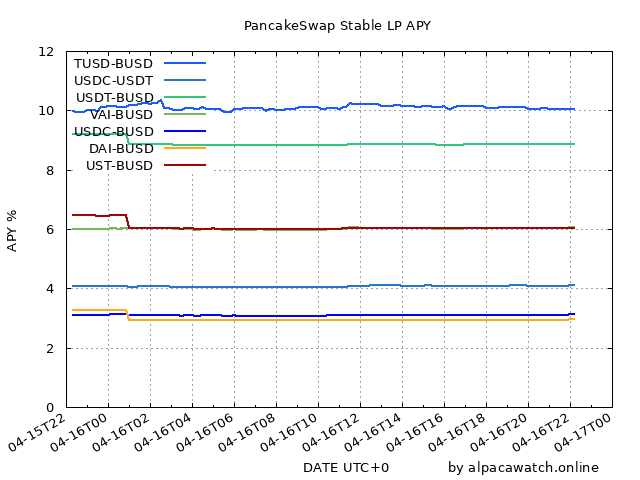 PancakeSwap Stable LP APY
12
10
8
6
4
2
0
APY %
TUSD-BUSD
USDC-USDT
USDT-BUSD
VAI-BUSD
USDC-BUSD
DAI-BUSD
UST-BUSD
04-15T22
04-16T00
04-16T02
04-16T04
04-16T06
04-16T08
04-16T10
04-16T12
04-16T14
04-16T16
04-16T18
04-16T20
04-16T22
04-17T00
DATE UTC+0
by alpacawatch.online